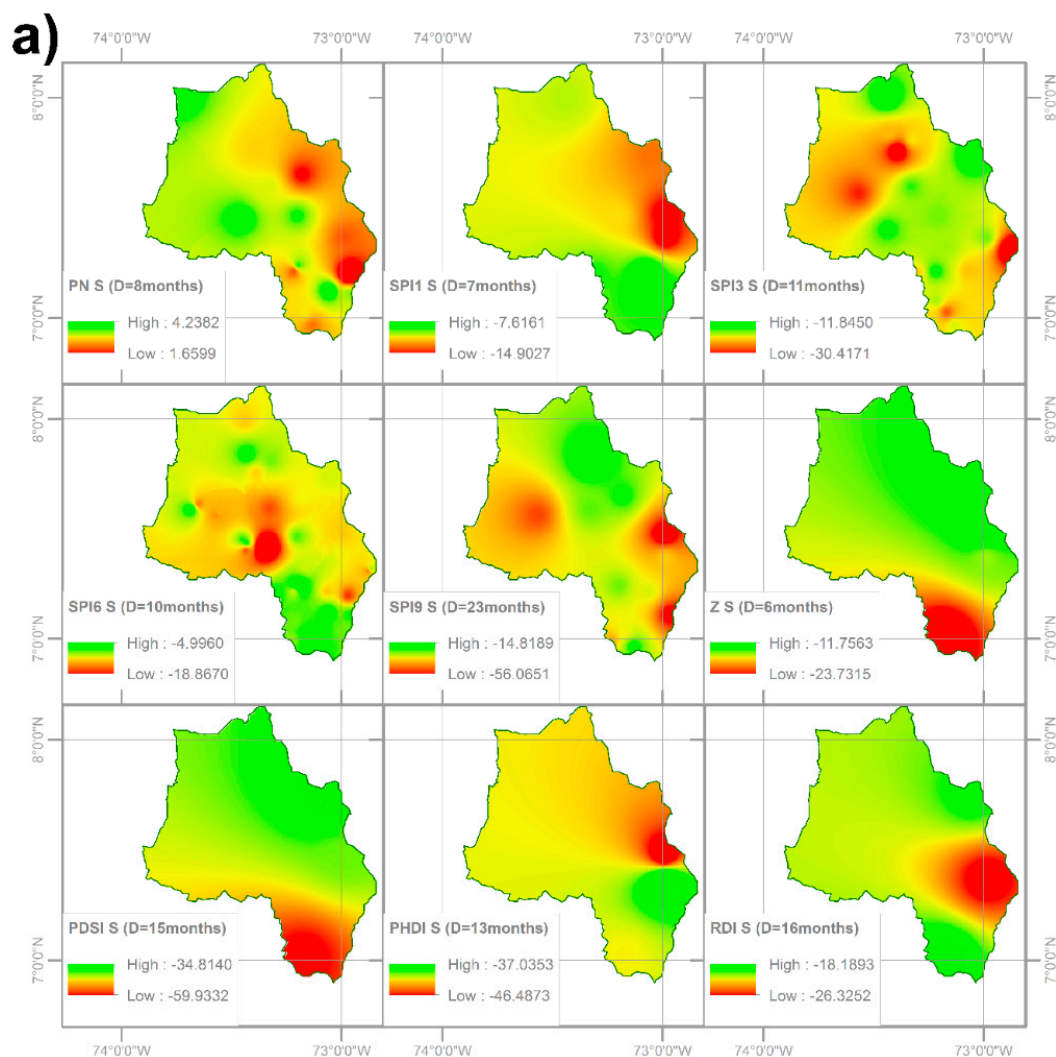 a)
74°0'0"W 73°0'0"W 74°0'0"W 73°0'0"W 74°0'0"W 73°0'0"W
8°0'0"N 8°0'0"N
PN S (D=8months) SPI1 S (D=7months) SPI3 S (D=11months)
High : 4.2382 High : -7.6161 High : -11.8450
7°0'0"N 7°0'0"N
Low : 1.6599 Low : -14.9027 Low : -30.4171
8°0'0"N 8°0'0"N
SPI6 S (D=10months) SPI9 S (D=23months) Z S (D=6months)
High : -4.9960 High : -14.8189 High : -11.7563
7°0'0"N 7°0'0"N
Low : -18.8670 Low : -56.0651 Low : -23.7315
8°0'0"N 8°0'0"N
PDSI S (D=15months) PHDI S (D=13months) RDI S (D=16months)
High : -34.8140 High : -37.0353 High : -18.1893
7°0'0"N 7°0'0"N
Low : -59.9332 Low : -46.4873 Low : -26.3252
74°0'0"W 73°0'0"W 74°0'0"W 73°0'0"W 74°0'0"W 73°0'0"W